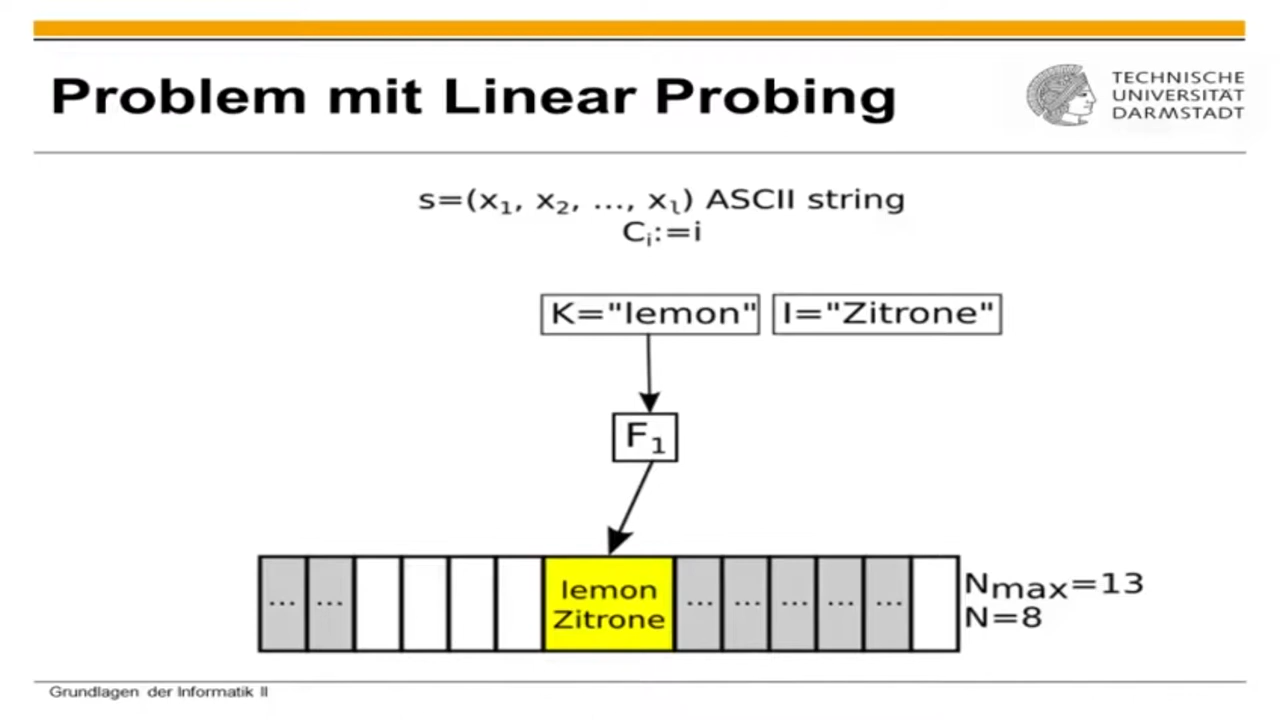 Problem mit Linear Probing
TECHNISCHE
UNIVERSITÄT
DARMSTADT
s=(x₁, x₂, ..., xₗ) ASCII string
Cᵢ:=i
K="lemon" I="Zitrone"
F₁
... ... lemon ... ... ... ... ...
Zitrone
Nmax=13
N=8
Grundlagen der Informatik II